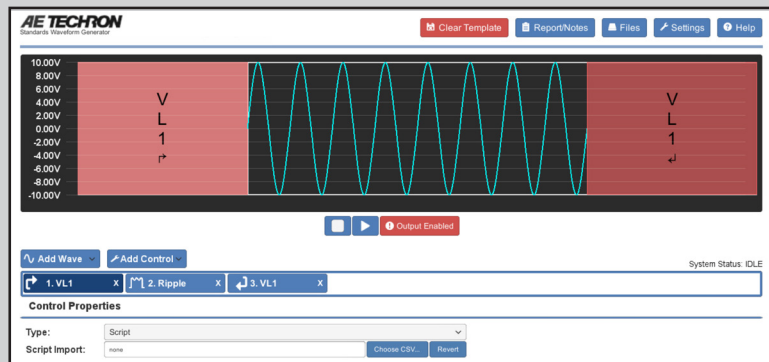 AE TECHRON
Standards Waveform Generator
Clear Template
Report/Notes
Files
Settings
Help
10.00V
8.00V
6.00V
4.00V
2.00V
0.00V
-2.00V
-4.00V
-6.00V
-8.00V
-10.00V
V
L
1
V
L
1
Output Enabled
Add Wave
Add Control
System Status: IDLE
1. VL1 x
2. Ripple x
3. VL1 x
Control Properties
Type: Script
Script Import: none Choose CSV... Revert